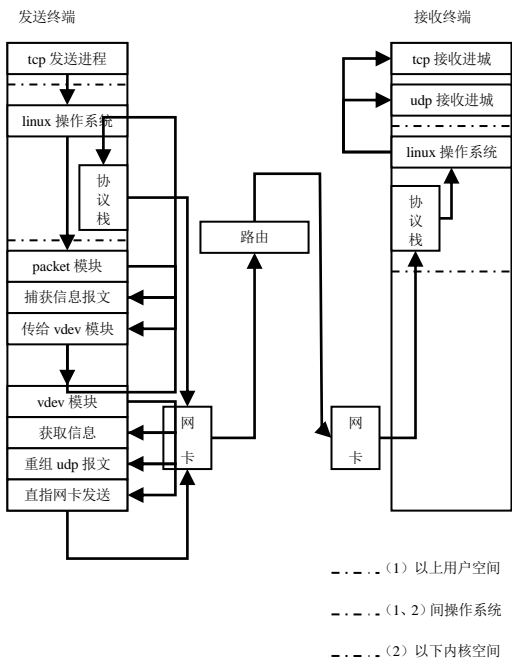 发送终端
接收终端
tcp 发送进程
linux 操作系统
协
议
栈
packet 模块
捕获信息报文
传给 vdev 模块
vdev 模块
获取信息
重组 udp 报文
直指网卡发送
网
卡
路由
网
卡
tcp 接收进城
udp 接收进城
linux 操作系统
协
议
栈
（1）以上用户空间
（1、2）间操作系统
（2）以下内核空间